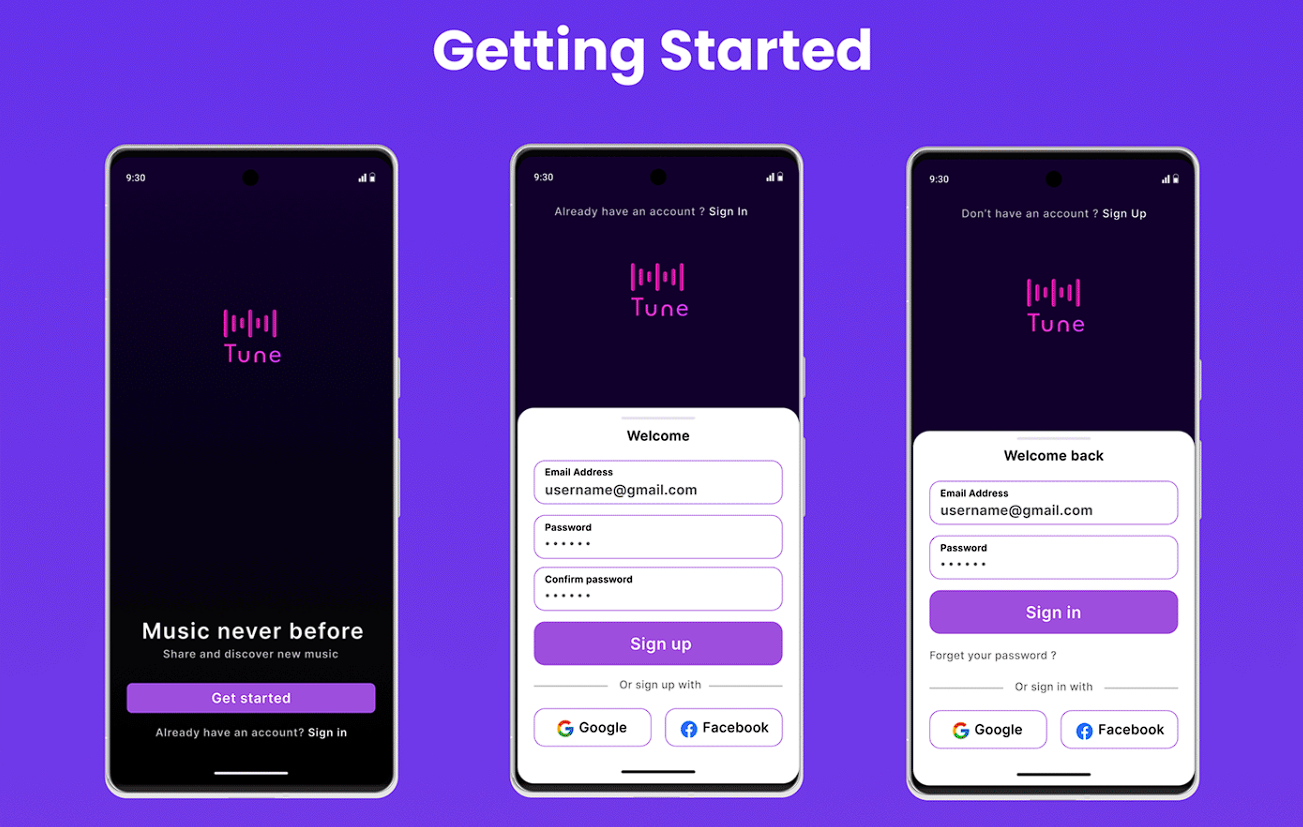 Getting Started
9:30
Tune
Music never before
Share and discover new music
Get started
Already have an account? Sign in
9:30
Already have an account ? Sign In
Tune
Welcome
Email Address
username@gmail.com
Password
••••••
Confirm password
••••••
Sign up
Or sign up with
Google
Facebook
9:30
Don't have an account ? Sign Up
Tune
Welcome back
Email Address
username@gmail.com
Password
••••••
Sign in
Forget your password ?
Or sign in with
Google
Facebook